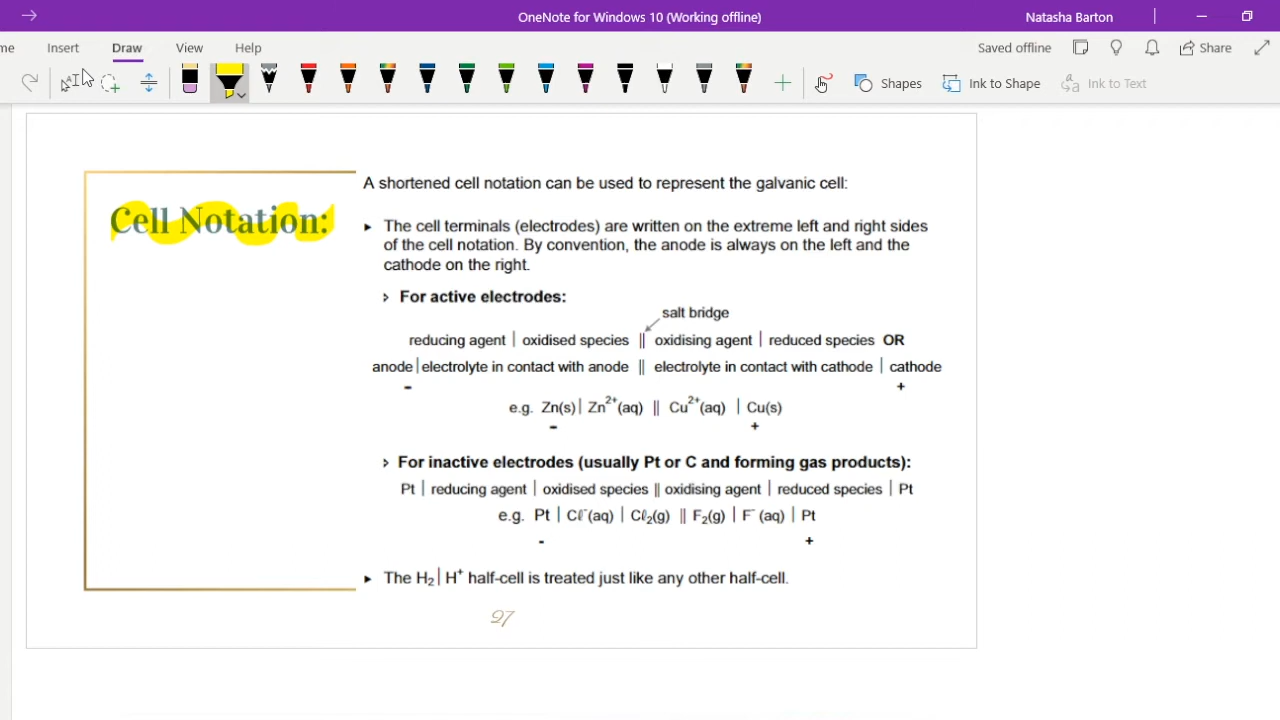 OneNote for Windows 10 (Working offline)
Natasha Barton
me Insert Draw View Help
Saved offline
Share
Shapes
Ink to Shape
Ink to Text
Cell Notation:
A shortened cell notation can be used to represent the galvanic cell:
▸ The cell terminals (electrodes) are written on the extreme left and right sides
of the cell notation. By convention, the anode is always on the left and the
cathode on the right.
For active electrodes:
salt bridge
reducing agent | oxidised species || oxidising agent | reduced species OR
anode | electrolyte in contact with anode || electrolyte in contact with cathode | cathode
- +
e.g. Zn(s) | Zn²⁺(aq) || Cu²⁺(aq) | Cu(s)
- +
For inactive electrodes (usually Pt or C and forming gas products):
Pt | reducing agent | oxidised species || oxidising agent | reduced species | Pt
e.g. Pt | Cℓ⁻(aq) | Cℓ₂(g) || F₂(g) | F⁻ (aq) | Pt
- +
▸ The H₂ | H⁺ half-cell is treated just like any other half-cell.
27